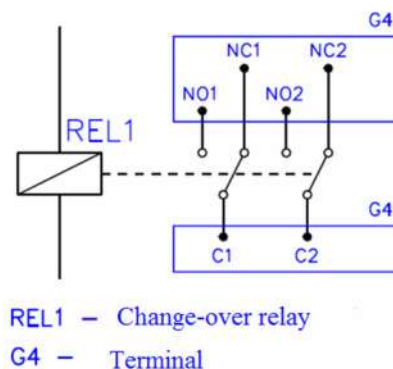 G4
NC1 NC2
NO1 NO2
REL1
G4
C1 C2
REL1 – Change-over relay
G4 – Terminal